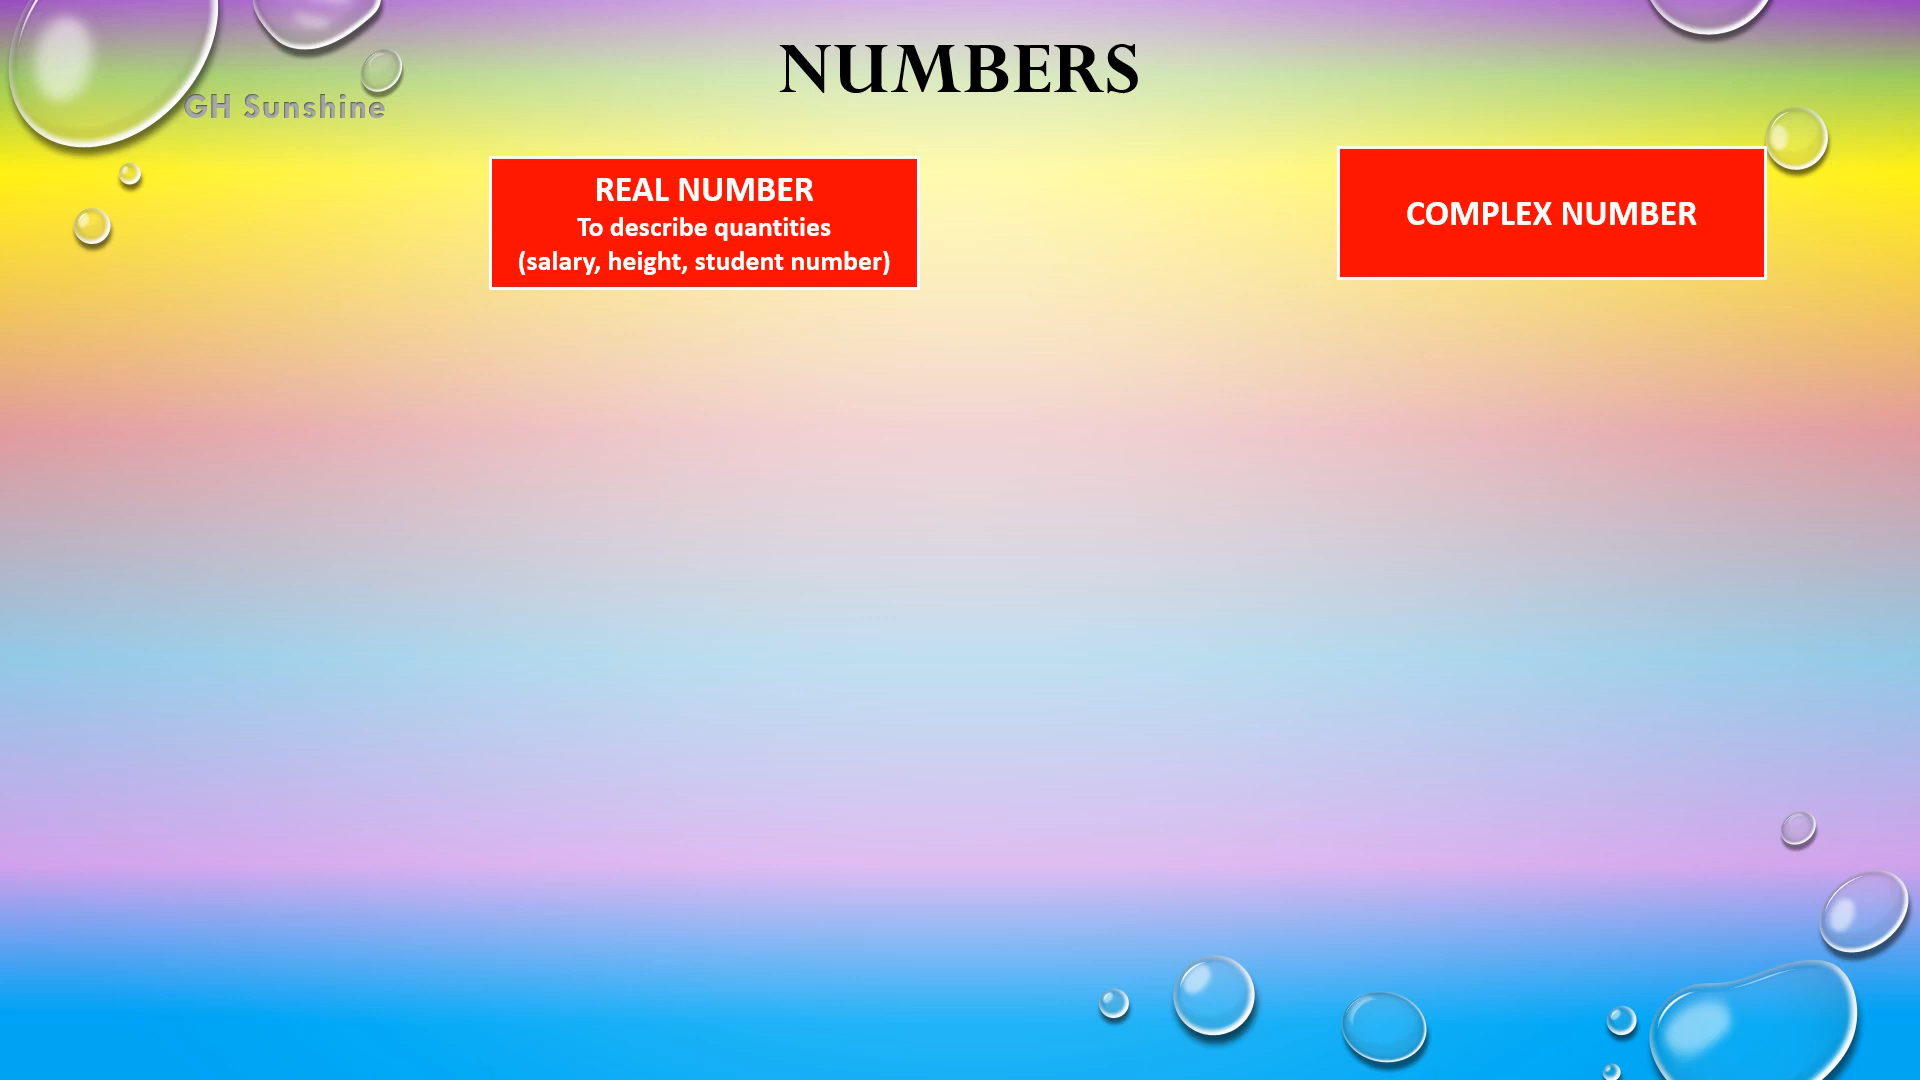 NUMBERS
GH Sunshine
REAL NUMBER
To describe quantities
(salary, height, student number)
COMPLEX NUMBER